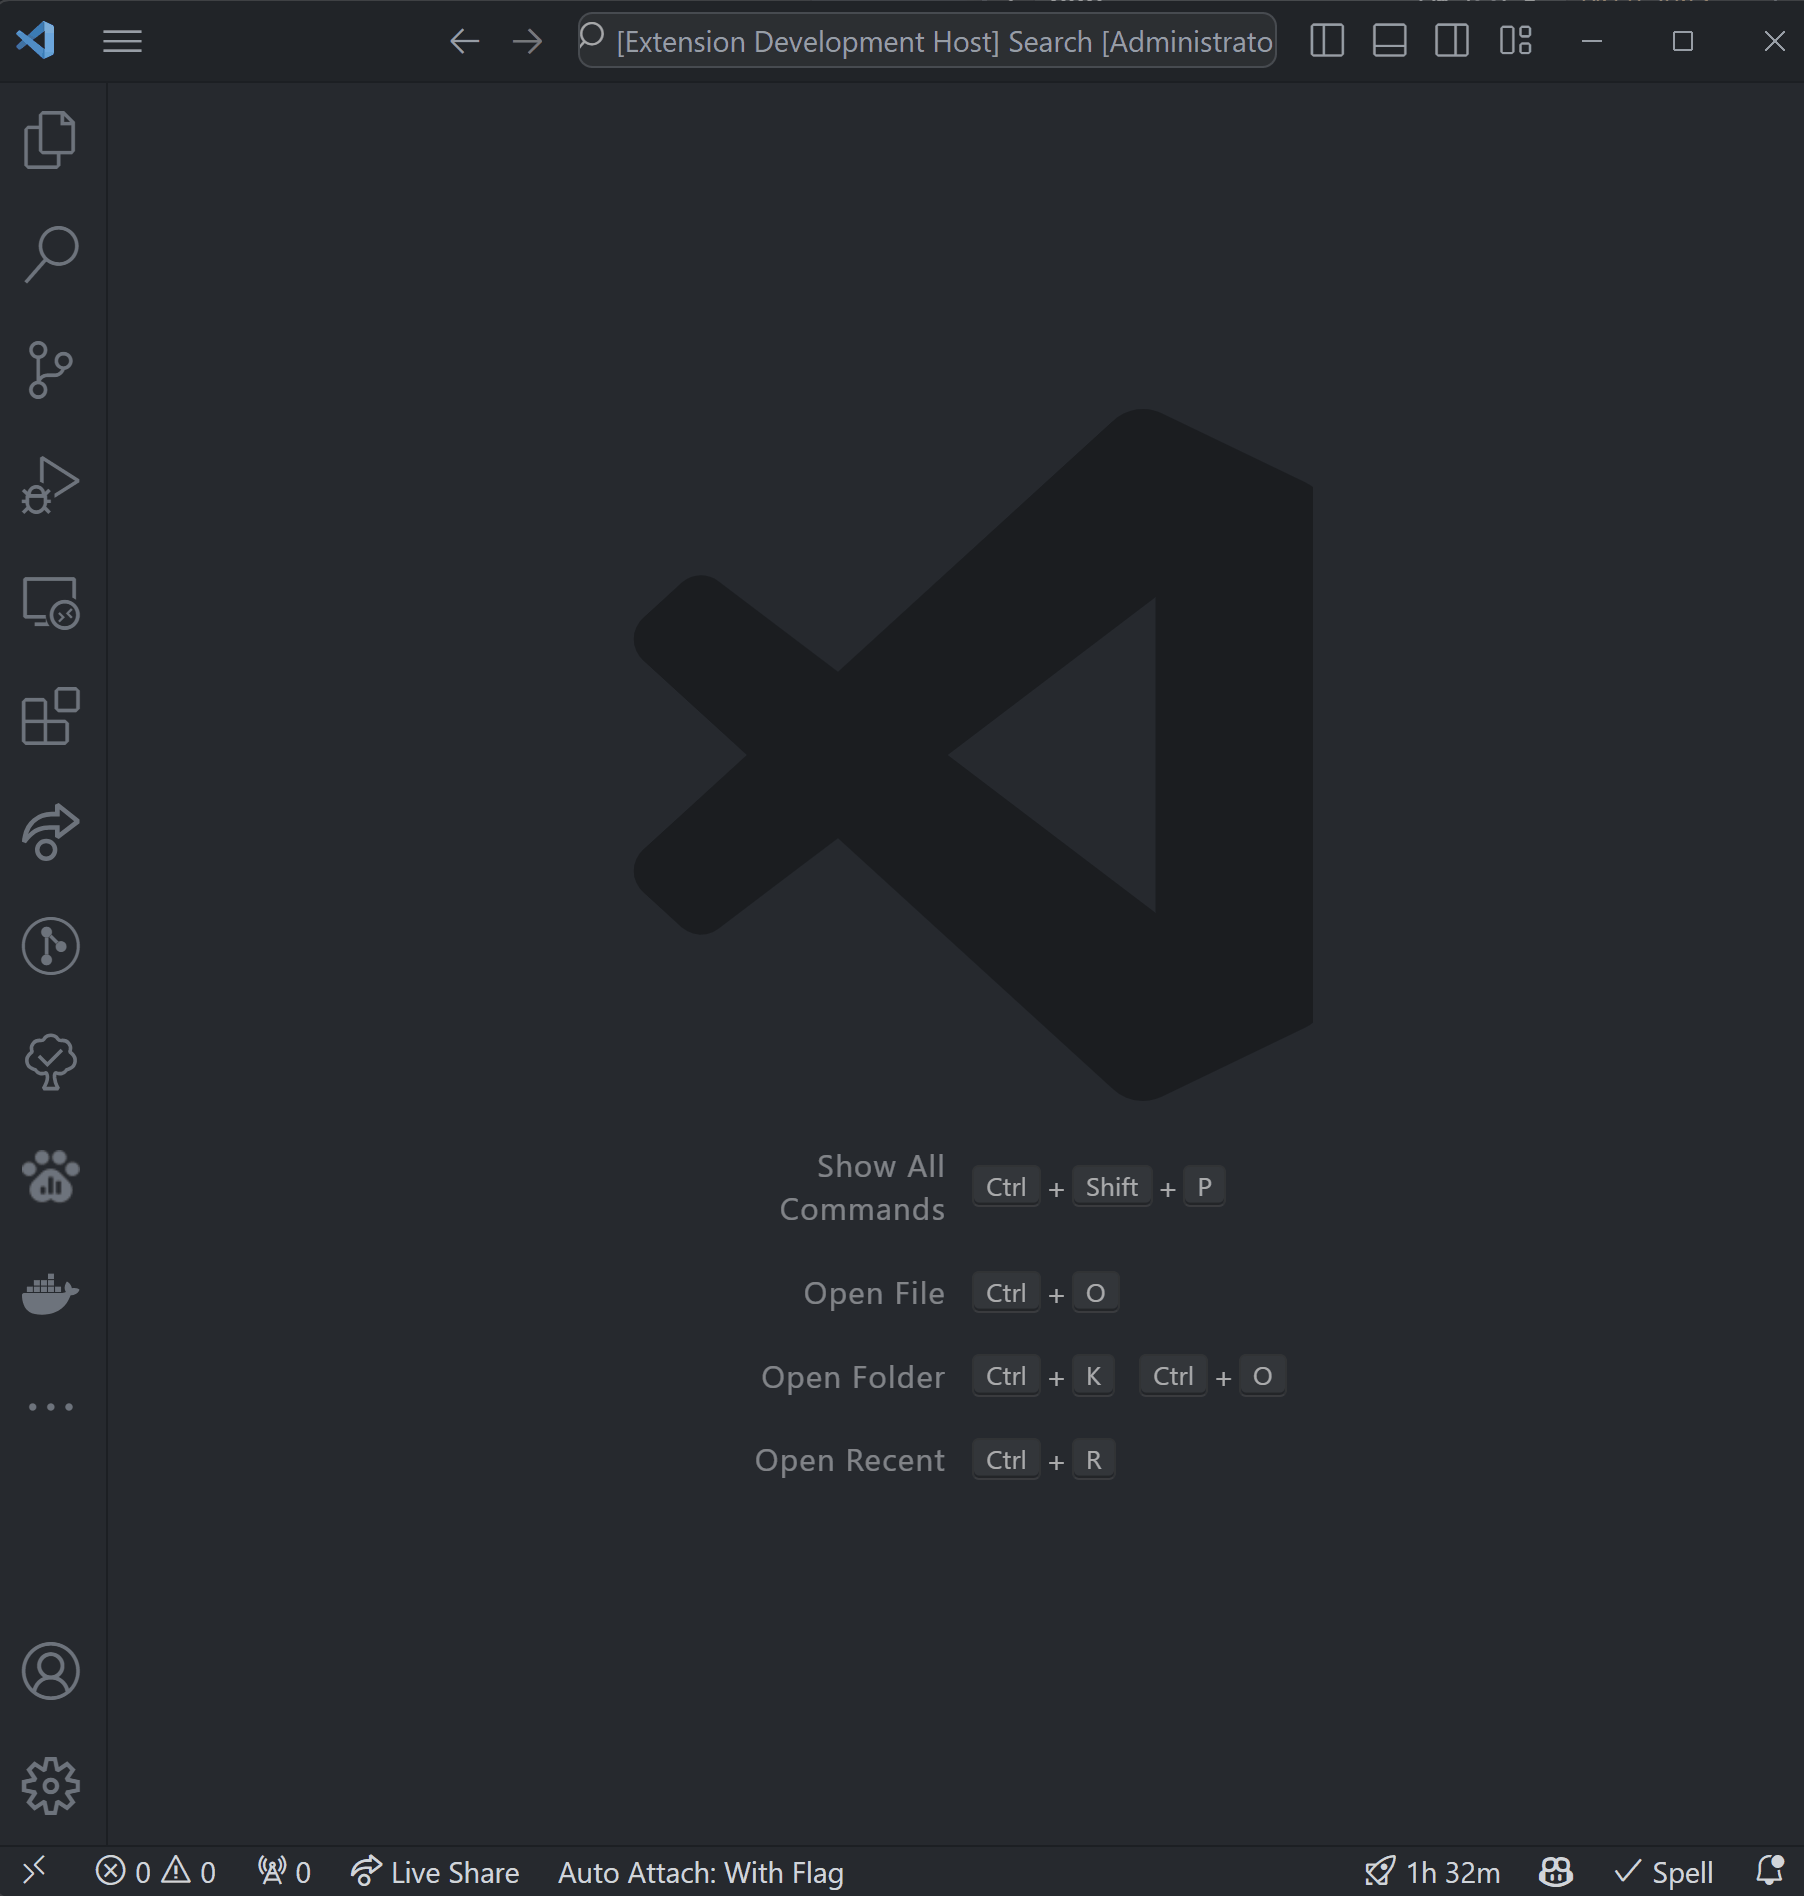 [Extension Development Host] Search [Administrato
Show All
Commands
Ctrl + Shift + P
Open File Ctrl + O
Open Folder Ctrl + K Ctrl + O
Open Recent Ctrl + R
0 0 0 Live Share Auto Attach: With Flag 1h 32m Spell